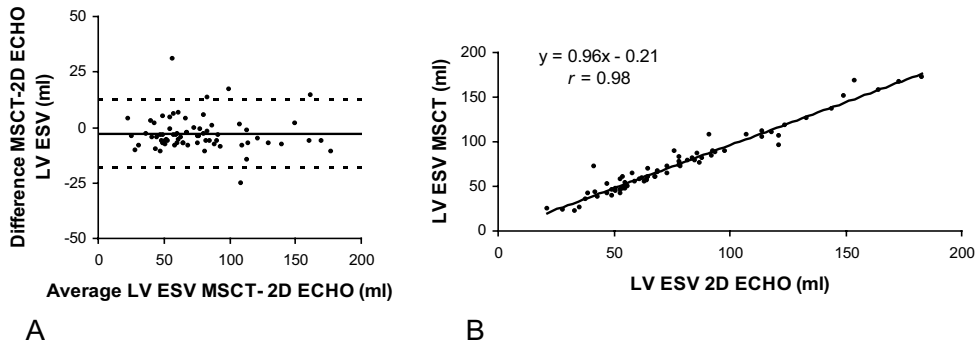 Difference MSCT-2D ECHO
LV ESV (ml)
50
25
0
-25
-50
0
50
100
150
200
Average LV ESV MSCT- 2D ECHO (ml)
A
LV ESV MSCT (ml)
200
150
100
50
0
y = 0.96x - 0.21
r = 0.98
0
50
100
150
200
LV ESV 2D ECHO (ml)
B